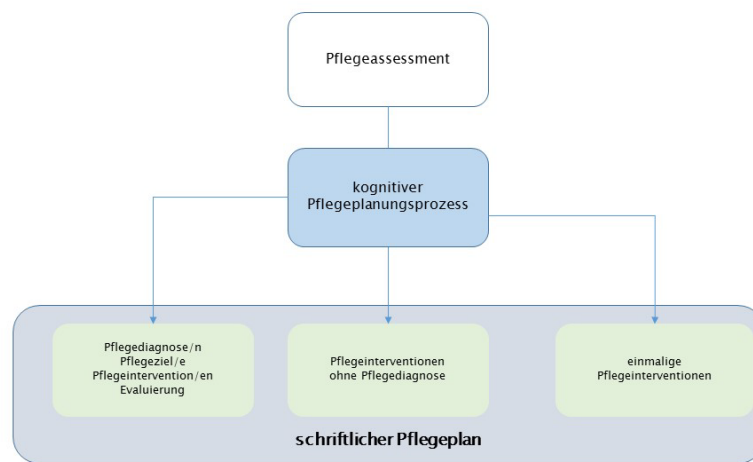 Pflegeassessment
kognitiver
Pflegeplanungsprozess
Pflegediagnose/n
Pflegeziel/e
Pflegeintervention/en
Evaluierung
Pflegeinterventionen
ohne Pflegediagnose
einmalige
Pflegeinterventionen
schriftlicher Pflegeplan